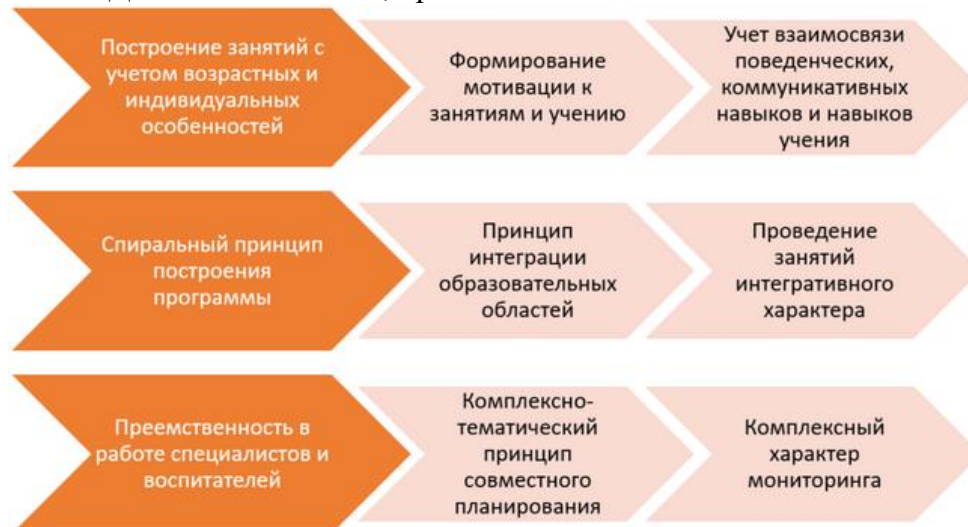 Построение занятий с
учетом возрастных и
индивидуальных
особенностей
Формирование
мотивации к
занятиям и учению
Учет взаимосвязи
поведенческих,
коммуникативных
навыков и навыков
учения
Спиральный принцип
построения
программы
Принцип
интеграции
образовательных
областей
Проведение
занятий
интегративного
характера
Преемственность в
работе специалистов и
воспитателей
Комплексно-
тематический
принцип
совместного
планирования
Комплексный
характер
мониторинга